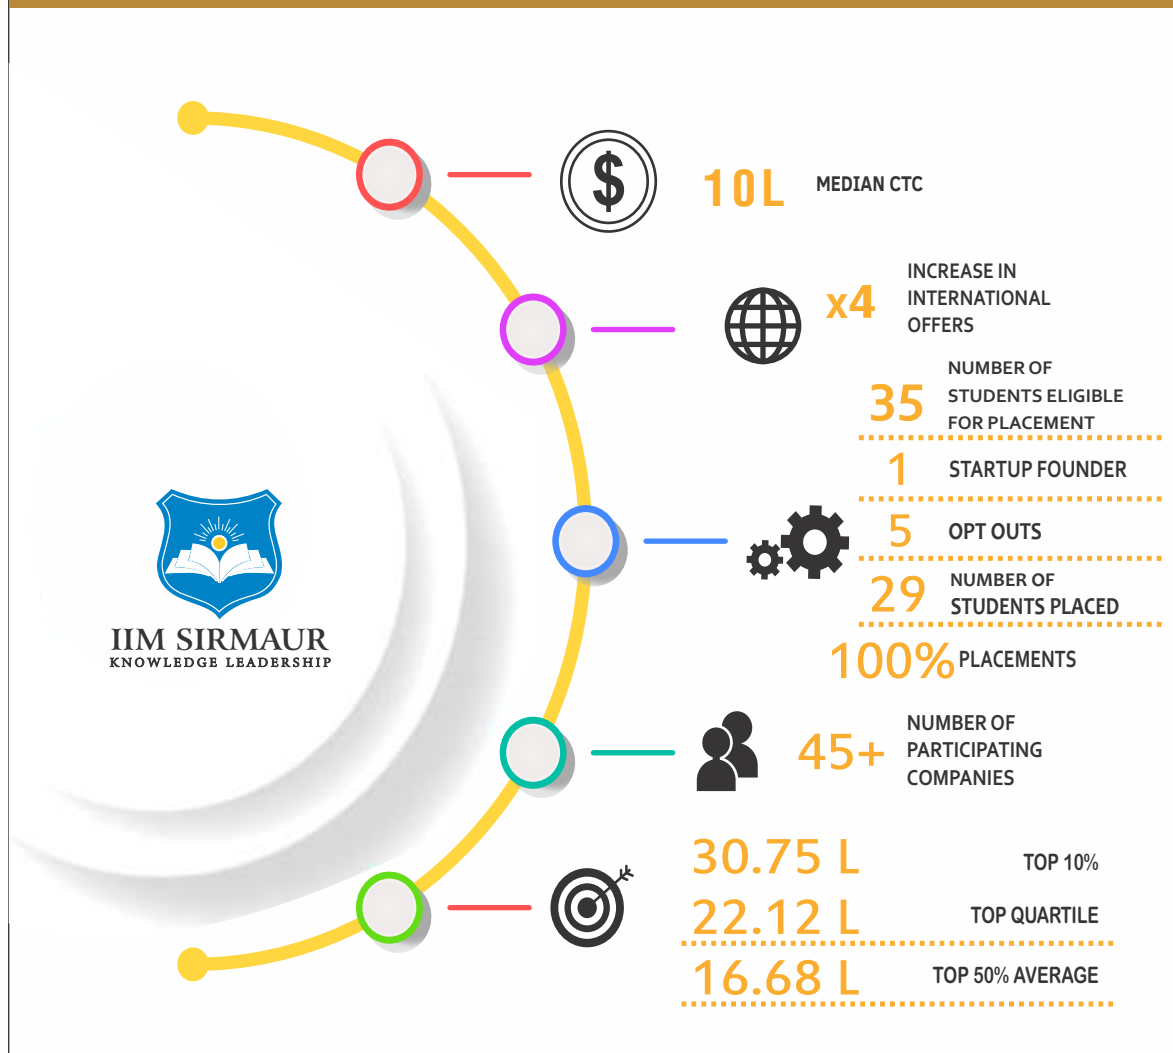 $
10L MEDIAN CTC
x4
INCREASE IN
INTERNATIONAL
OFFERS
35
NUMBER OF
STUDENTS ELIGIBLE
FOR PLACEMENT
1 STARTUP FOUNDER
5 OPT OUTS
29
NUMBER OF
STUDENTS PLACED
100% PLACEMENTS
IIM SIRMAUR
KNOWLEDGE LEADERSHIP
45+
NUMBER OF
PARTICIPATING
COMPANIES
30.75 L TOP 10%
22.12 L TOP QUARTILE
16.68 L TOP 50% AVERAGE